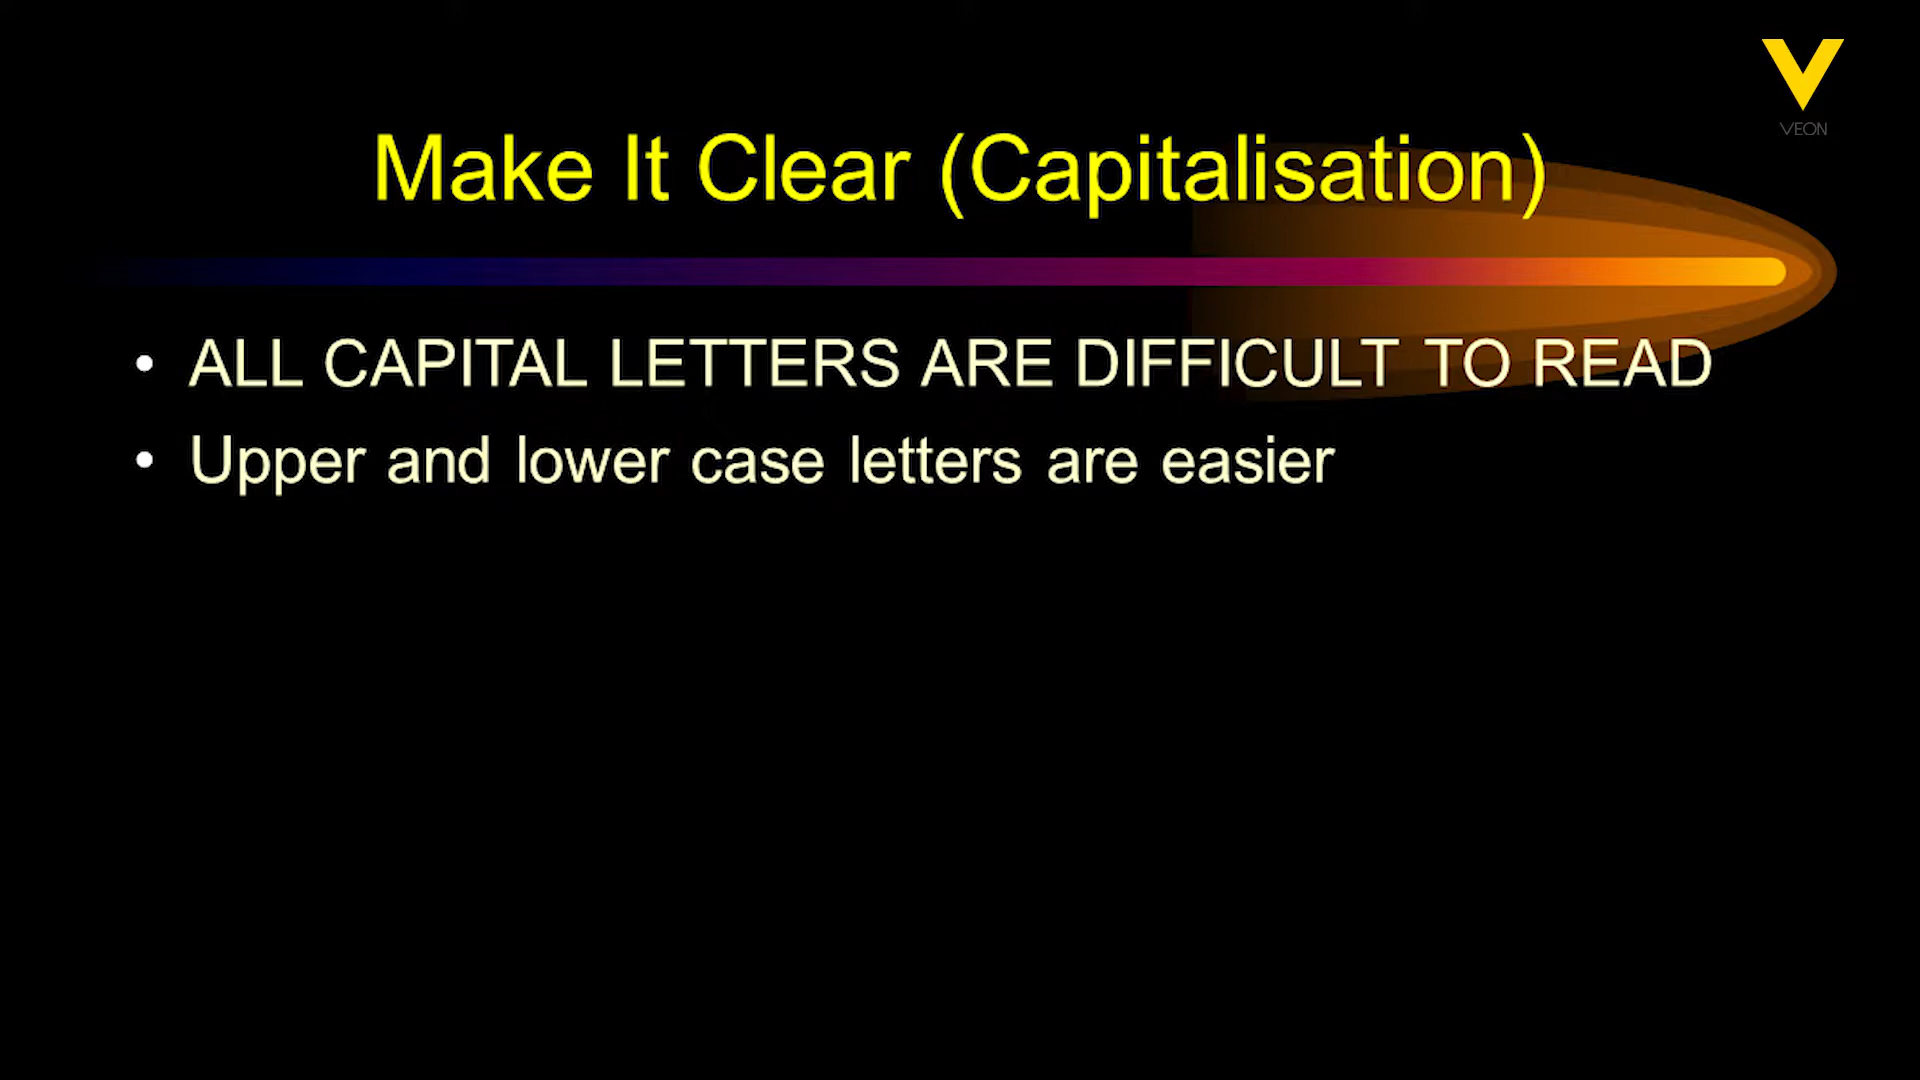 VEON
Make It Clear (Capitalisation)
• ALL CAPITAL LETTERS ARE DIFFICULT TO READ
• Upper and lower case letters are easier